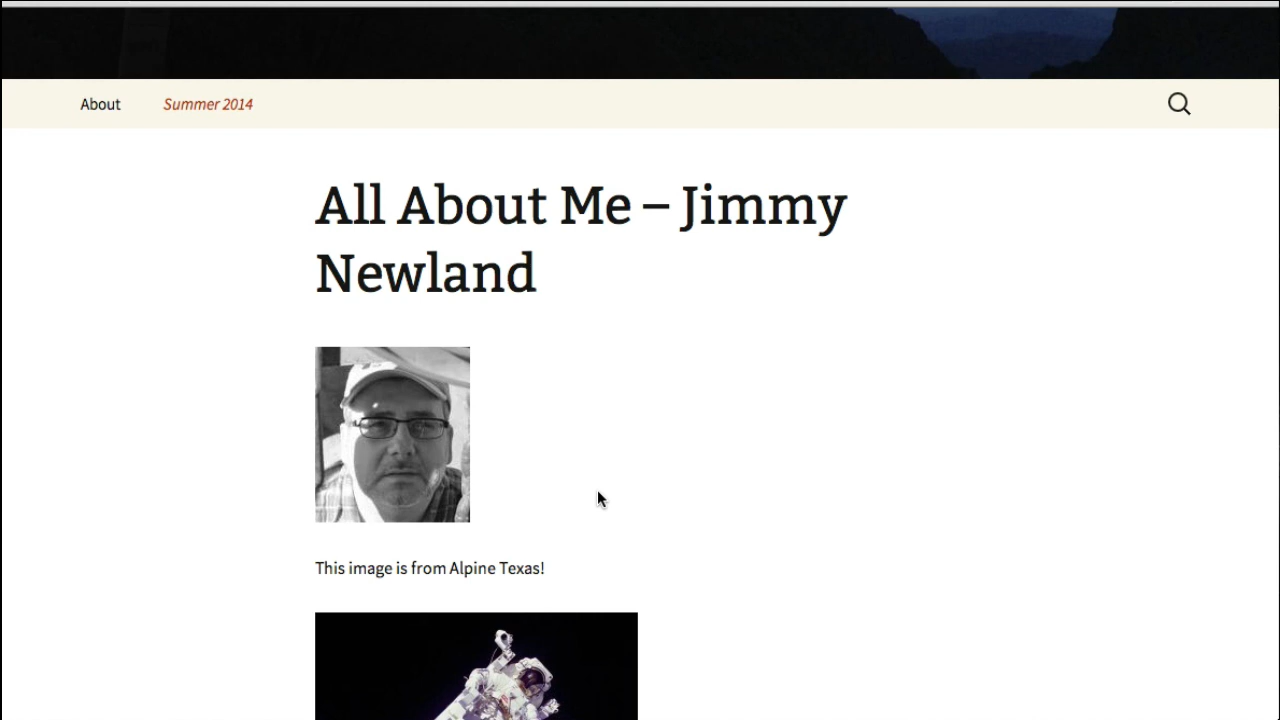 About
Summer 2014
All About Me – Jimmy
Newland
This image is from Alpine Texas!